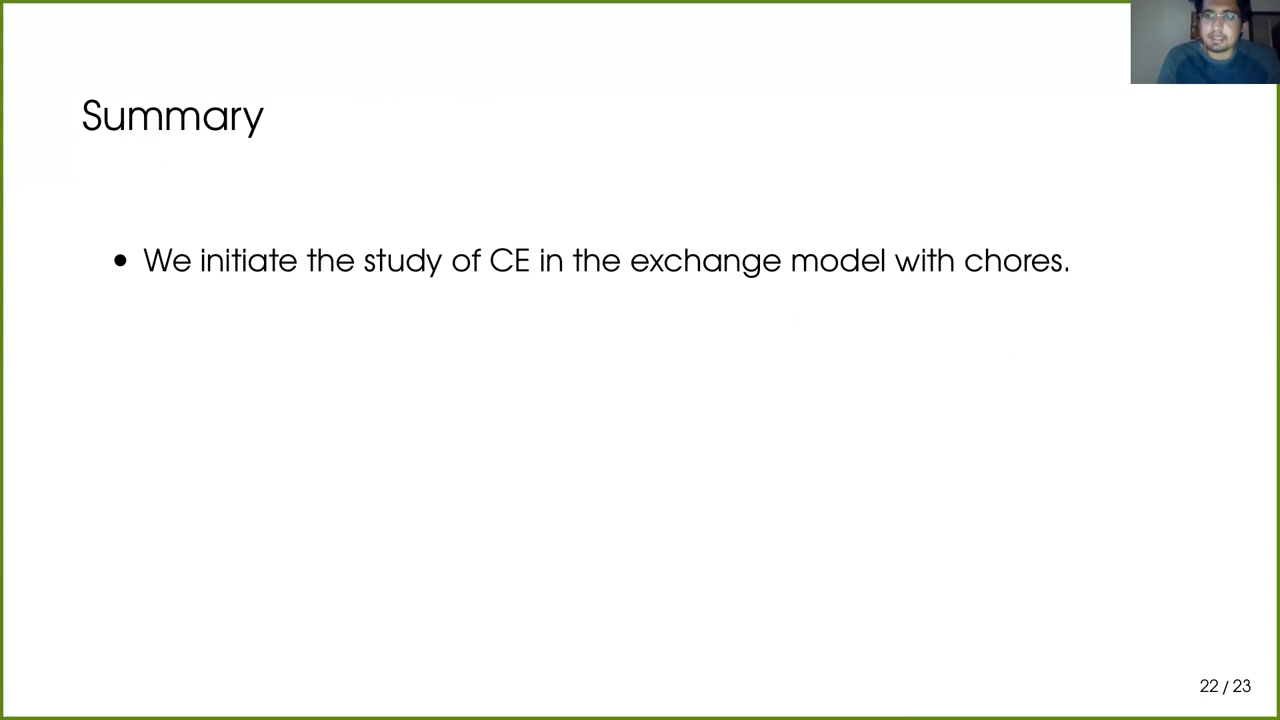 Summary
• We initiate the study of CE in the exchange model with chores.
22 / 23